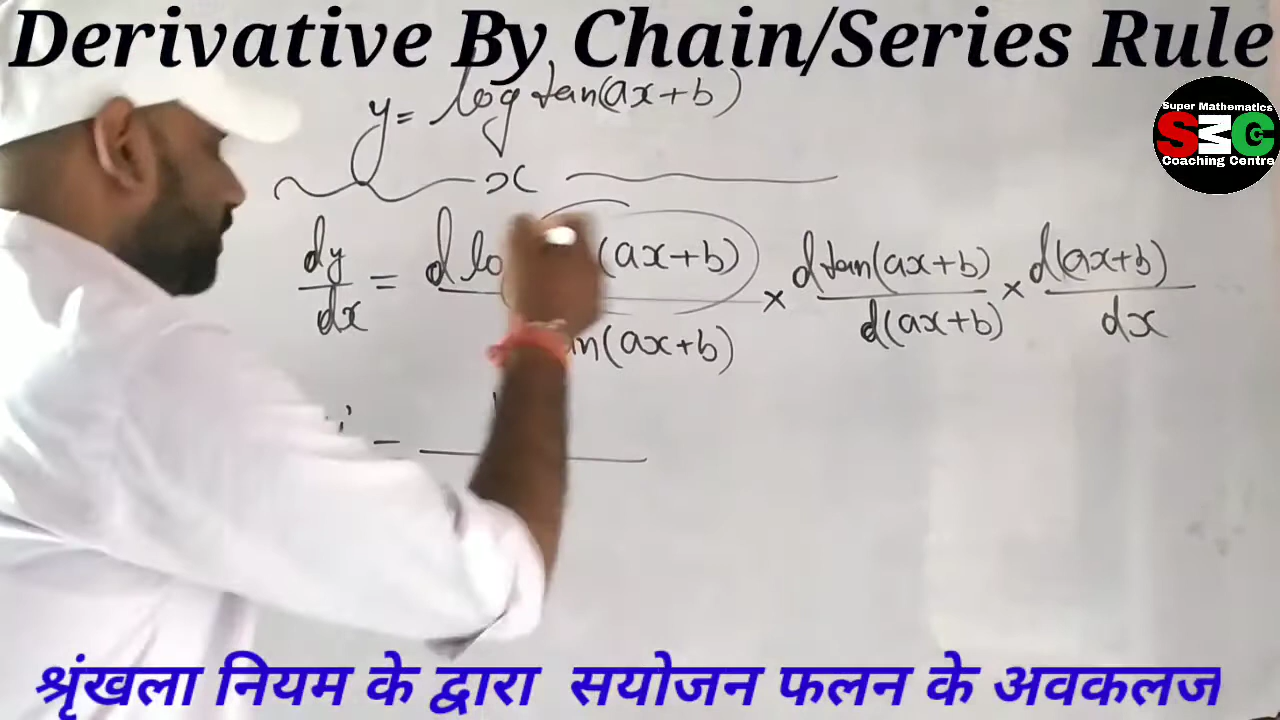 Derivative By Chain/Series Rule
y = log tan(ax+b)
Super Mathematics
SMCC
Coaching Centre
x
dy/dx = d (ax+b)/(ax+b) × d tan(ax+b)/d(ax+b) × d(ax+b)/dx
=
श्रृंखला नियम के द्वारा सयोजन फलन के अवकलज